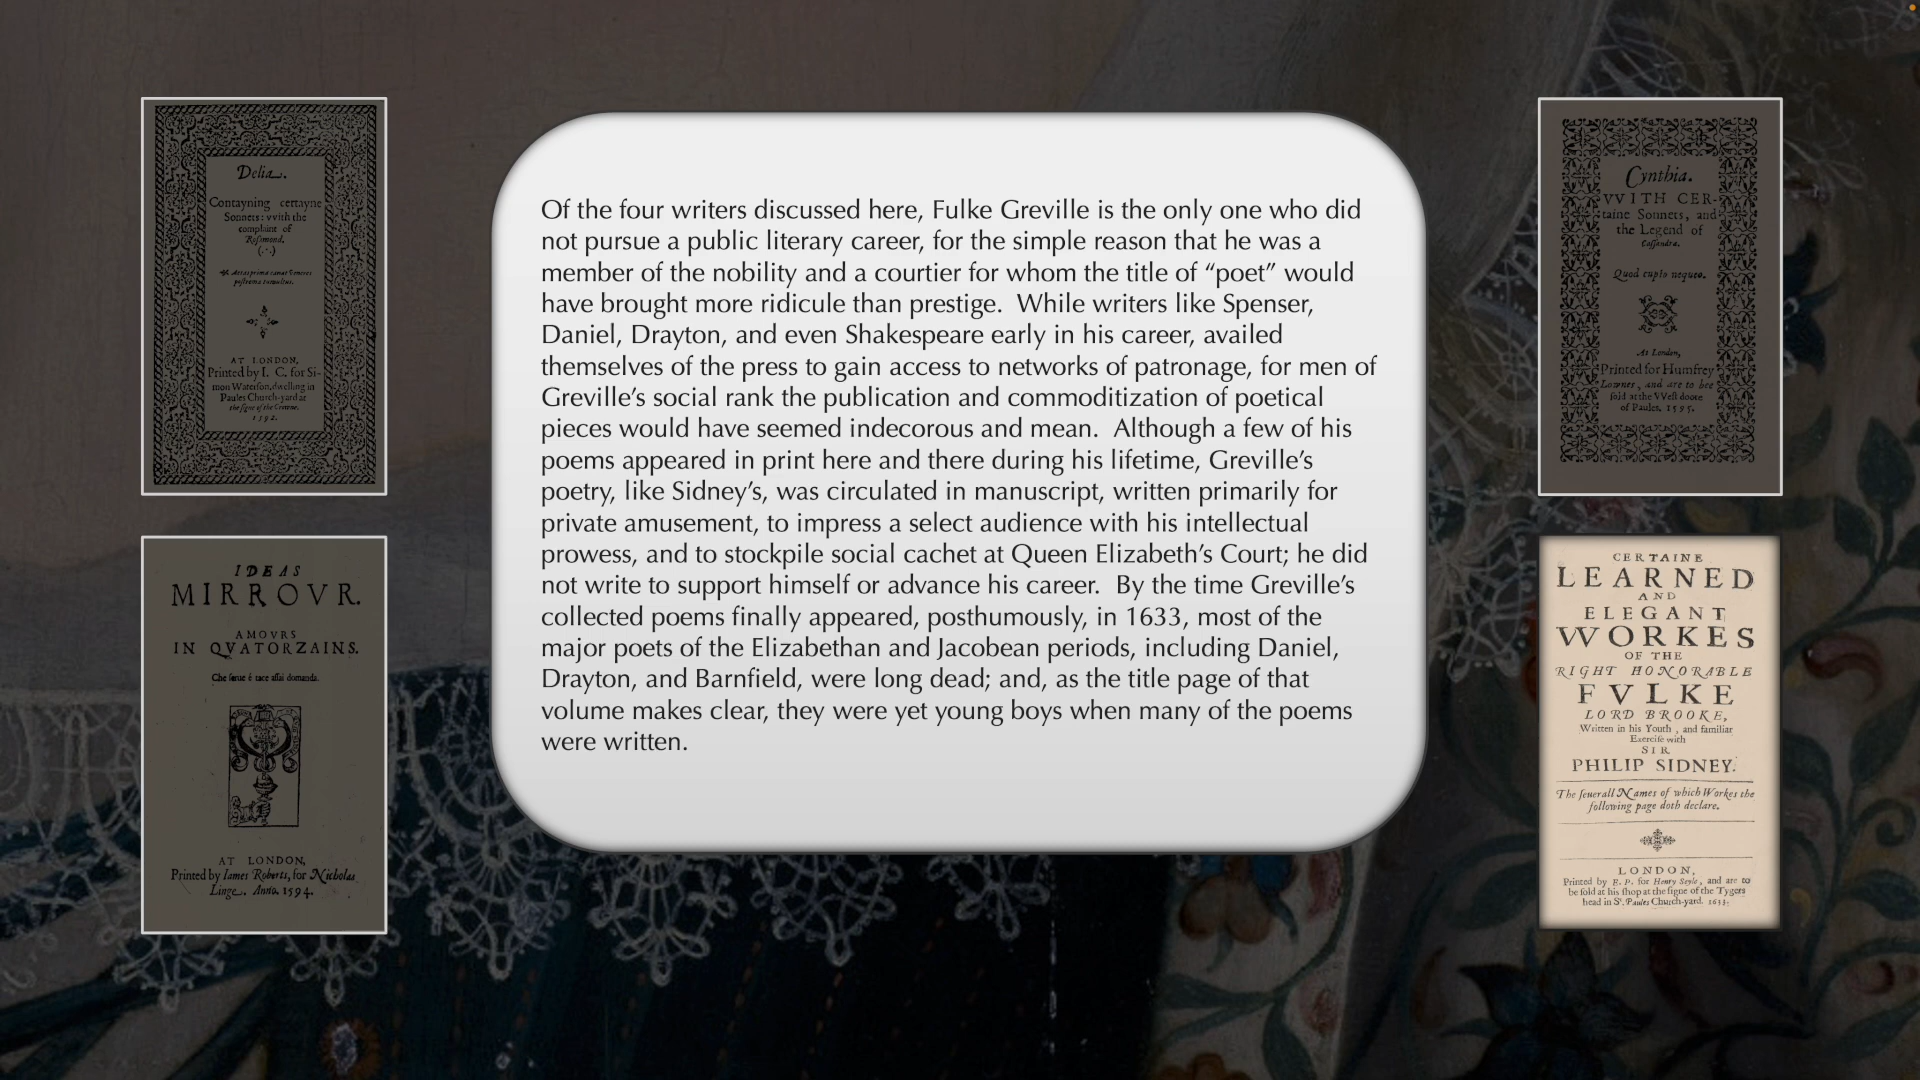 Delia.
Contayning certayne
Sonnets: vvith the
complaint of
Rosamond.
Ætas prima canat veneres
postrema tumultus.
AT LONDON,
Printed by I. C. for Si-
mon Waterson, dwelling in
Paules Church-yard at
the signe of the Crowne.
1592.
IDEAS
MIRROVR.
AMOVRS
IN QVATORZAINS.
Che serue é tace assai domanda.
AT LONDON,
Printed by Iames Roberts, for Nicholas
Linge. Anno. 1594.
Of the four writers discussed here, Fulke Greville is the only one who did
not pursue a public literary career, for the simple reason that he was a
member of the nobility and a courtier for whom the title of “poet” would
have brought more ridicule than prestige.  While writers like Spenser,
Daniel, Drayton, and even Shakespeare early in his career, availed
themselves of the press to gain access to networks of patronage, for men of
Greville’s social rank the publication and commoditization of poetical
pieces would have seemed indecorous and mean.  Although a few of his
poems appeared in print here and there during his lifetime, Greville’s
poetry, like Sidney’s, was circulated in manuscript, written primarily for
private amusement, to impress a select audience with his intellectual
prowess, and to stockpile social cachet at Queen Elizabeth’s Court; he did
not write to support himself or advance his career.  By the time Greville’s
collected poems finally appeared, posthumously, in 1633, most of the
major poets of the Elizabethan and Jacobean periods, including Daniel,
Drayton, and Barnfield, were long dead; and, as the title page of that
volume makes clear, they were yet young boys when many of the poems
were written.
Cynthia.
VVITH CER-
taine Sonnets, and
the Legend of
Cassandra.
Quod cupio nequeo.
At London,
Printed for Humfrey
Lownes, and are to bee
sold at the VVest doore
of Paules. 1595.
CERTAINE
LEARNED
AND
ELEGANT
WORKES
OF THE
RIGHT HONORABLE
FVLKE
LORD BROOKE,
Written in his Youth, and familiar
Exercise with
SIR
PHILIP SIDNEY.
The seuerall Names of which Workes the
following page doth declare.
LONDON,
Printed by E. P. for Henry Seyle, and are to
be sold at his shop at the signe of the Tygers
head in St. Paules Church-yard. 1633.